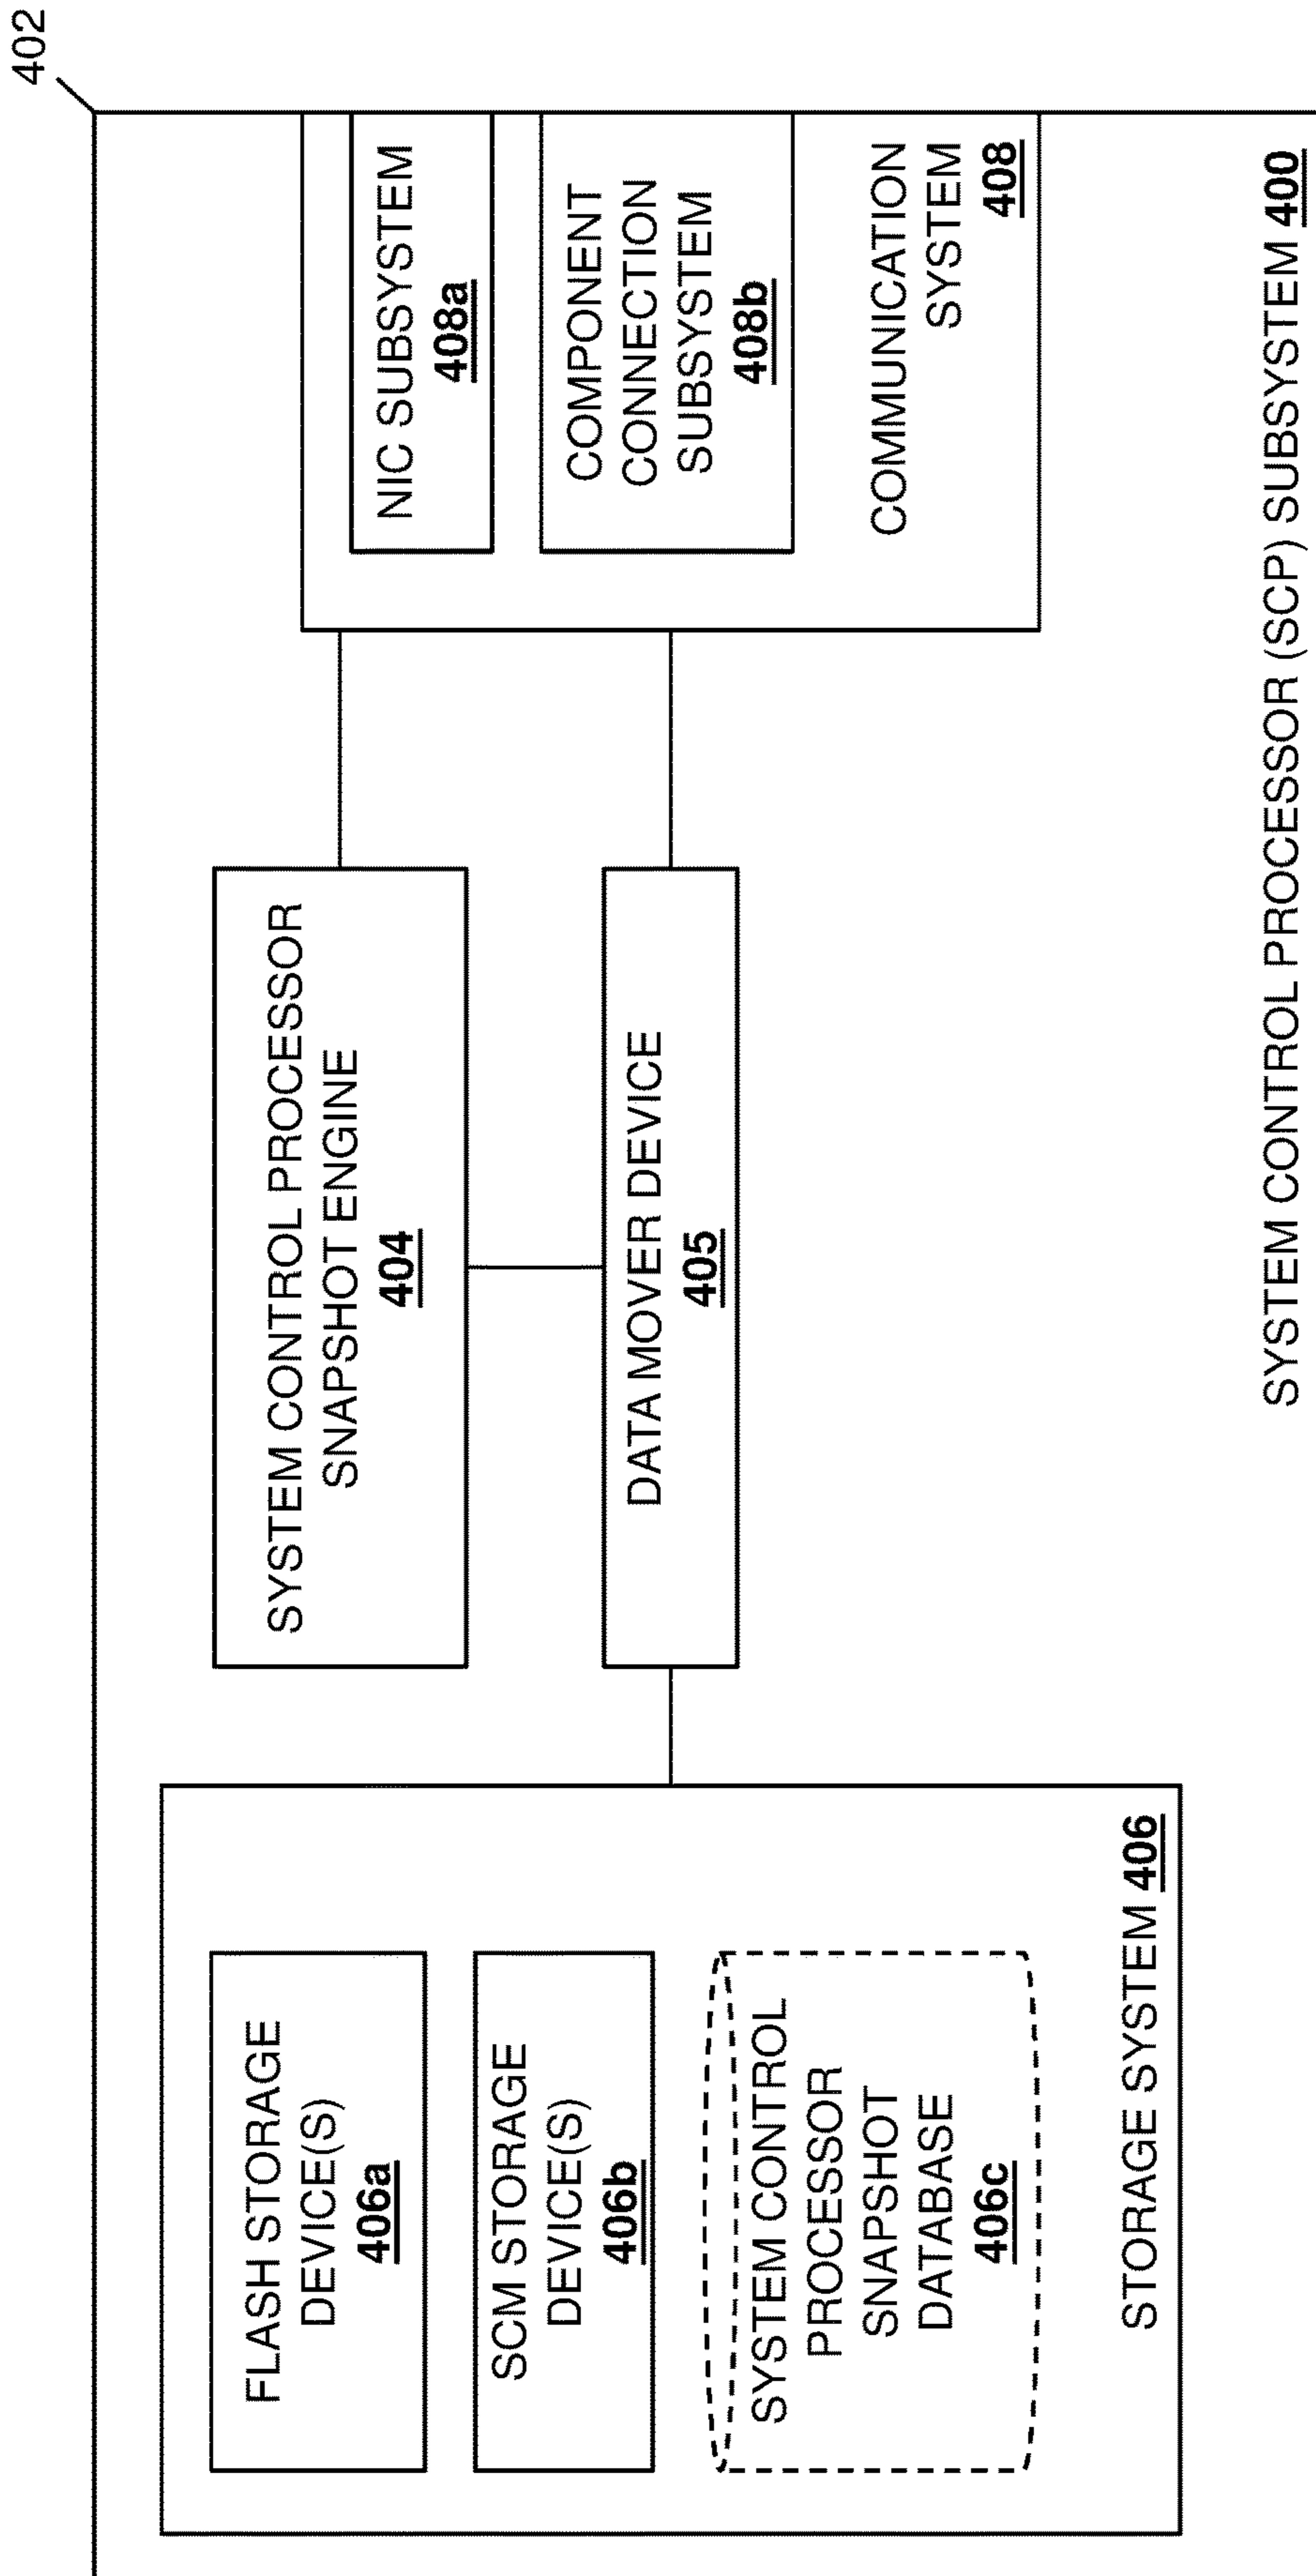 402
FLASH STORAGE
DEVICE(S)
406a
SCM STORAGE
DEVICE(S)
406b
SYSTEM CONTROL
PROCESSOR
SNAPSHOT
DATABASE
406c
STORAGE SYSTEM 406
SYSTEM CONTROL PROCESSOR
SNAPSHOT ENGINE
404
DATA MOVER DEVICE
405
NIC SUBSYSTEM
408a
COMPONENT
CONNECTION
SUBSYSTEM
408b
COMMUNICATION
SYSTEM
408
SYSTEM CONTROL PROCESSOR (SCP) SUBSYSTEM 400